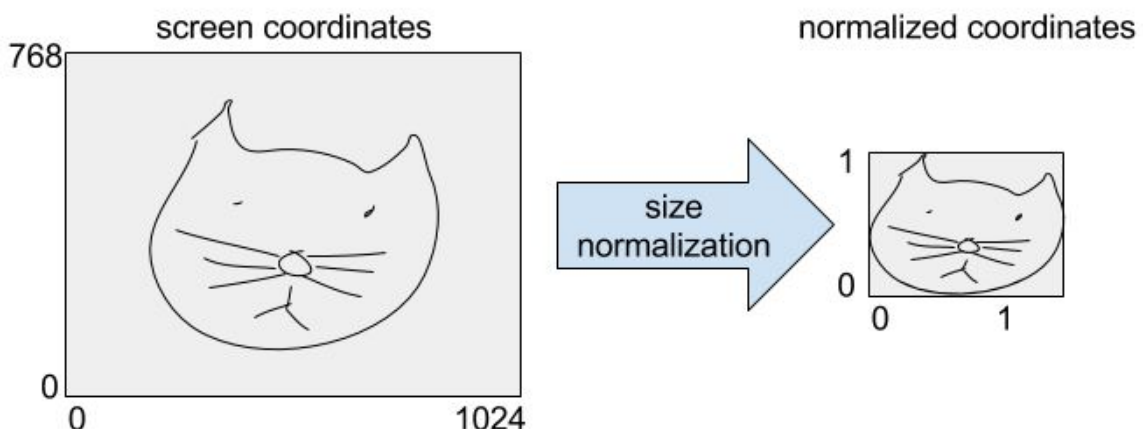 screen coordinates
normalized coordinates
768
0
0
1024
size
normalization
1
0
0
1